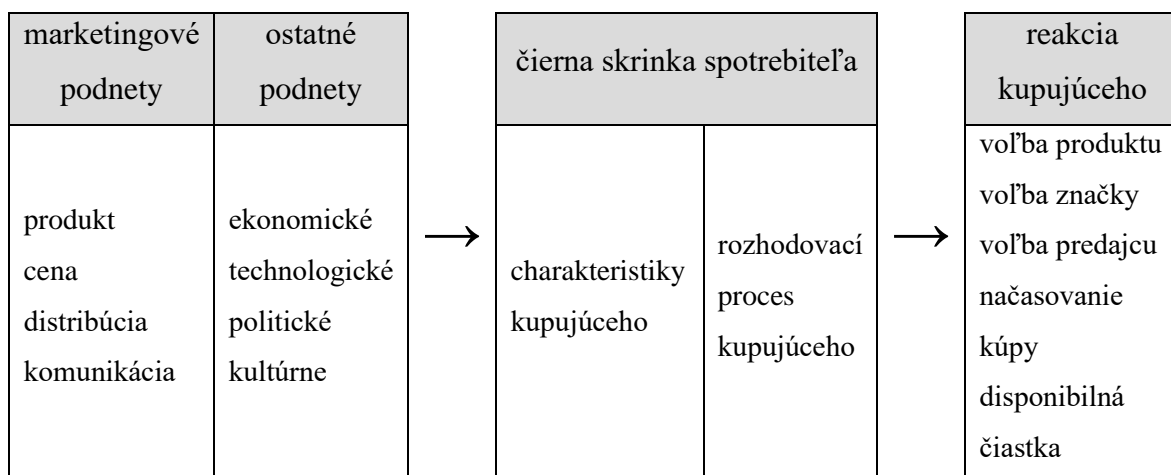 marketingové
podnety
ostatné
podnety
produkt
cena
distribúcia
komunikácia
ekonomické
technologické
politické
kultúrne
čierna skrinka spotrebiteľa
charakteristiky
kupujúceho
rozhodovací
proces
kupujúceho
reakcia
kupujúceho
voľba produktu
voľba značky
voľba predajcu
načasovanie
kúpy
disponibilná
čiastka